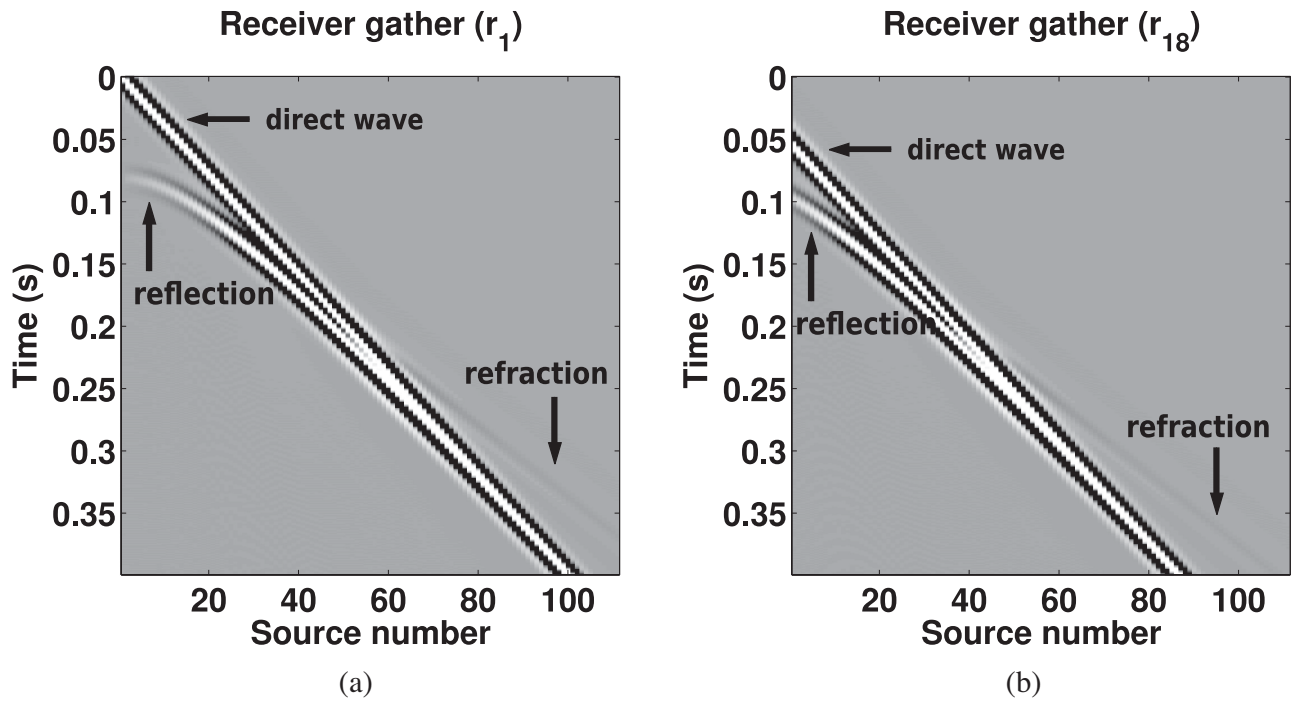 Receiver gather (r1)
0
0.05
0.1
0.15
0.2
0.25
0.3
0.35
Time (s)
direct wave
reflection
refraction
20 40 60 80 100
Source number
(a)
Receiver gather (r18)
0
0.05
0.1
0.15
0.2
0.25
0.3
0.35
Time (s)
direct wave
reflection
refraction
20 40 60 80 100
Source number
(b)